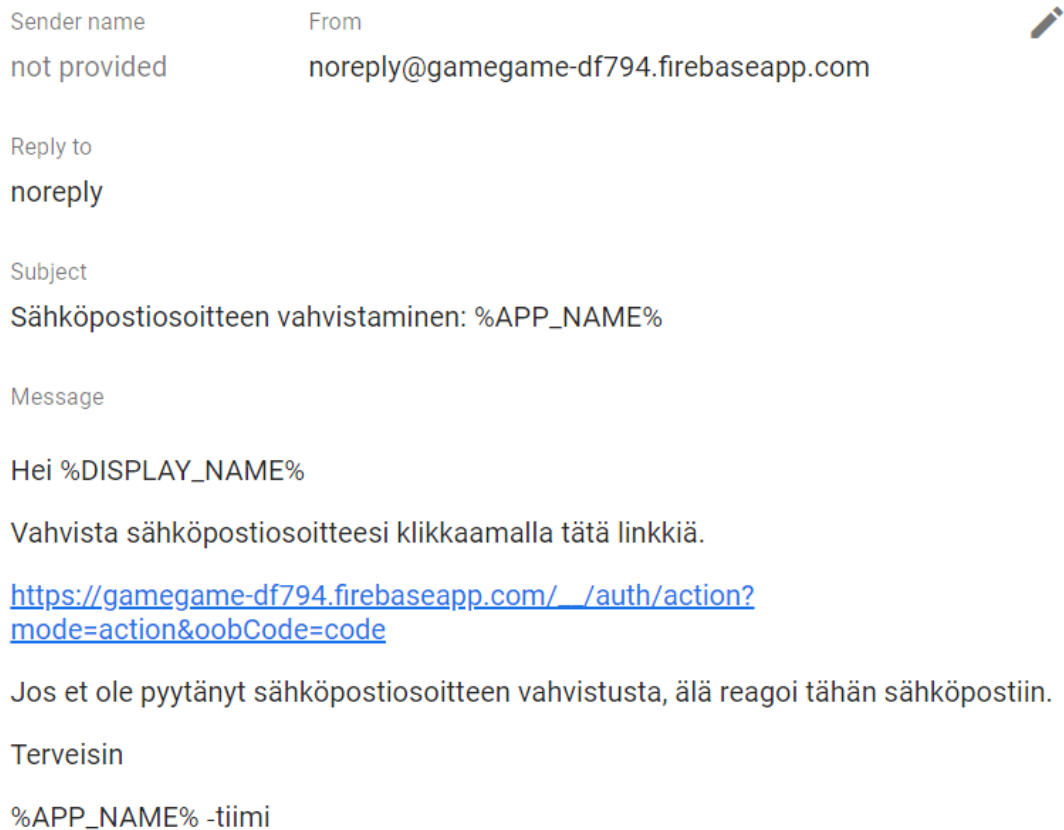 Sender name From
not provided noreply@gamegame-df794.firebaseapp.com
Reply to
noreply
Subject
Sähköpostiosoitteen vahvistaminen: %APP_NAME%
Message
Hei %DISPLAY_NAME%
Vahvista sähköpostiosoitteesi klikkaamalla tätä linkkiä.
https://gamegame-df794.firebaseapp.com/__/auth/action?
mode=action&oobCode=code
Jos et ole pyytänyt sähköpostiosoitteen vahvistusta, älä reagoi tähän sähköpostiin.
Terveisin
%APP_NAME% -tiimi